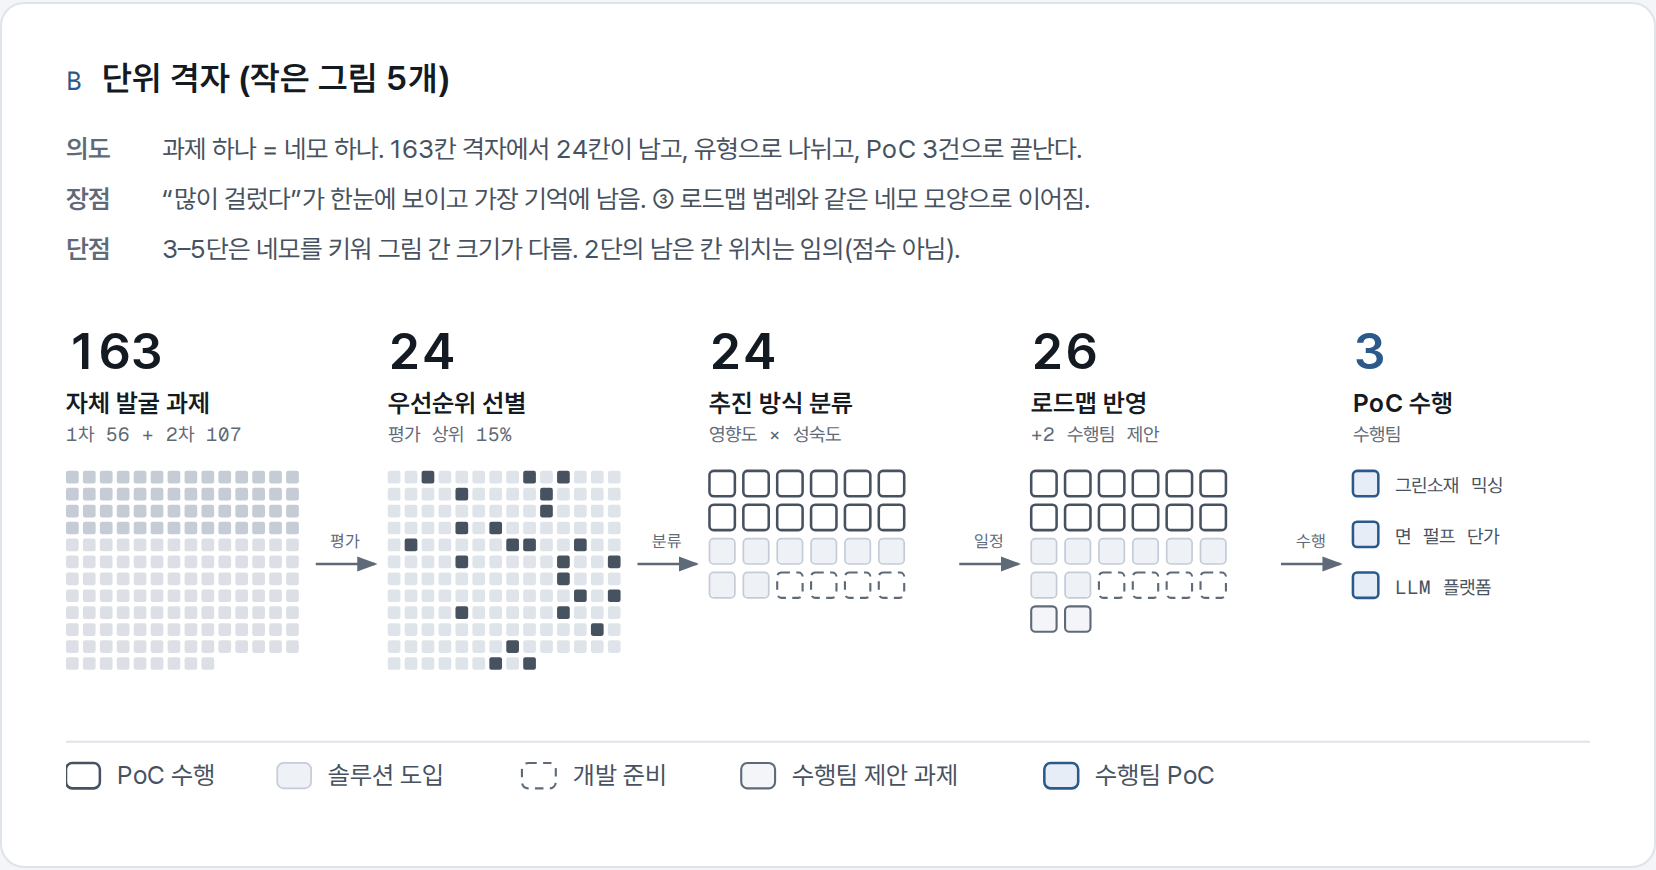 B 단위 격자 (작은 그림 5개)
의도 과제 하나 = 네모 하나. 163칸 격자에서 24칸이 남고, 유형으로 나뉘고, PoC 3건으로 끝난다.
장점 “많이 걸렀다”가 한눈에 보이고 가장 기억에 남음. ③ 로드맵 범례와 같은 네모 모양으로 이어짐.
단점 3–5단은 네모를 키워 그림 간 크기가 다름. 2단의 남은 칸 위치는 임의(점수 아님).
163
자체 발굴 과제
1차 56 + 2차 107
평가
24
우선순위 선별
평가 상위 15%
분류
24
추진 방식 분류
영향도 × 성숙도
일정
26
로드맵 반영
+2 수행팀 제안
수행
3
PoC 수행
수행팀
그린소재 믹싱
면 펄프 단가
LLM 플랫폼
PoC 수행
솔루션 도입
개발 준비
수행팀 제안 과제
수행팀 PoC